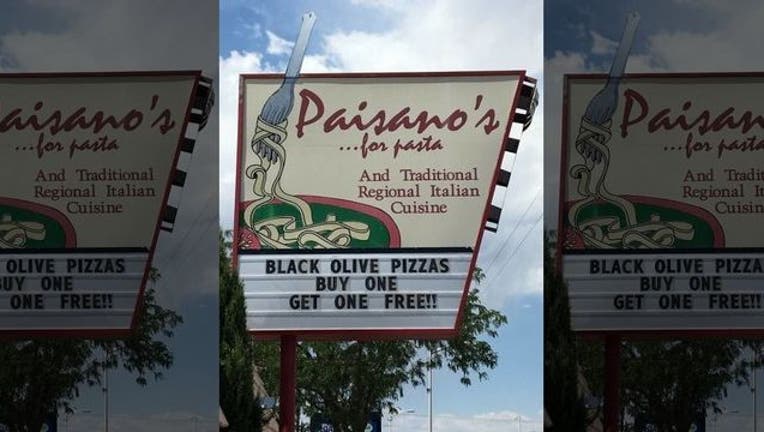 Paisano's
...for pasta
And Traditional
Regional Italian
Cuisine
BLACK OLIVE PIZZAS
BUY ONE
GET ONE FREE!!